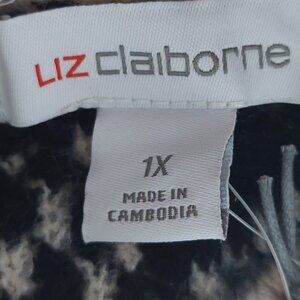 LIZ claiborne
1X
MADE IN
CAMBODIA